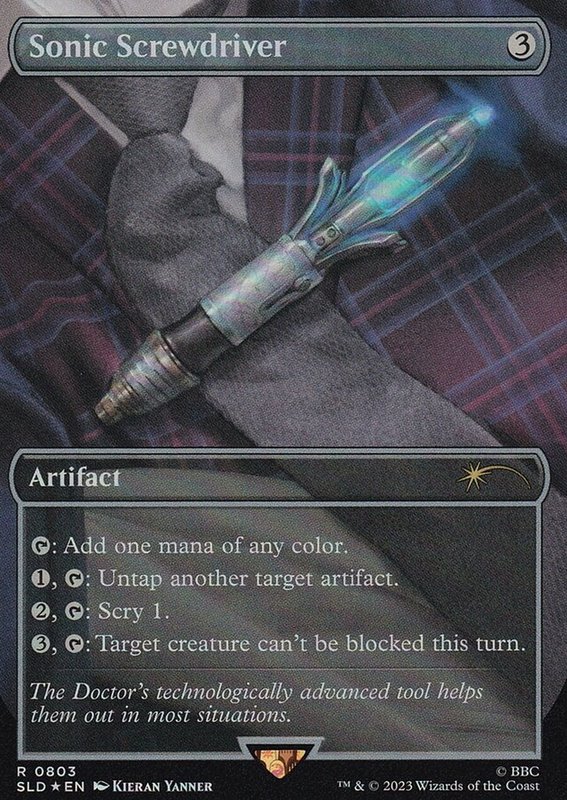 Sonic Screwdriver 3
Artifact
: Add one mana of any color.
1, : Untap another target artifact.
2, : Scry 1.
3, : Target creature can't be blocked this turn.
The Doctor's technologically advanced tool helps
them out in most situations.
R 0803 © BBC
SLD ★ EN KIERAN YANNER ™ & © 2023 Wizards of the Coast